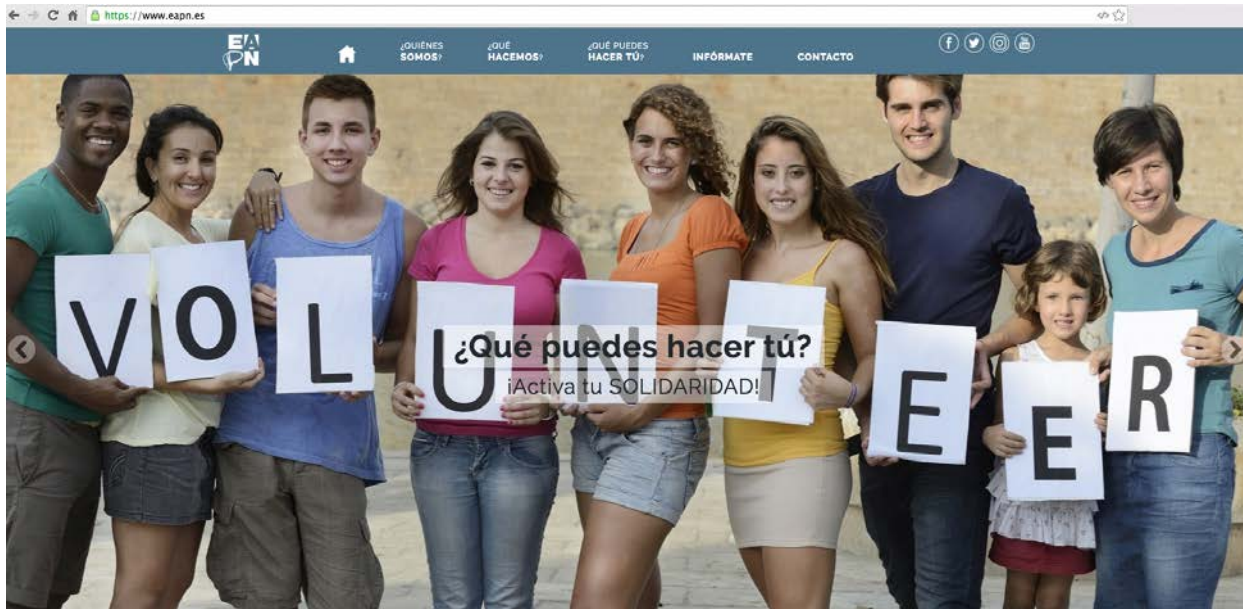 https://www.eapn.es
EA
PN
¿QUIÉNES
SOMOS?
¿QUÉ
HACEMOS?
¿QUÉ PUEDES
HACER TÚ?
INFÓRMATE
CONTACTO
VOLUNTEER
¿Qué puedes hacer tú?
¡Activa tu SOLIDARIDAD!